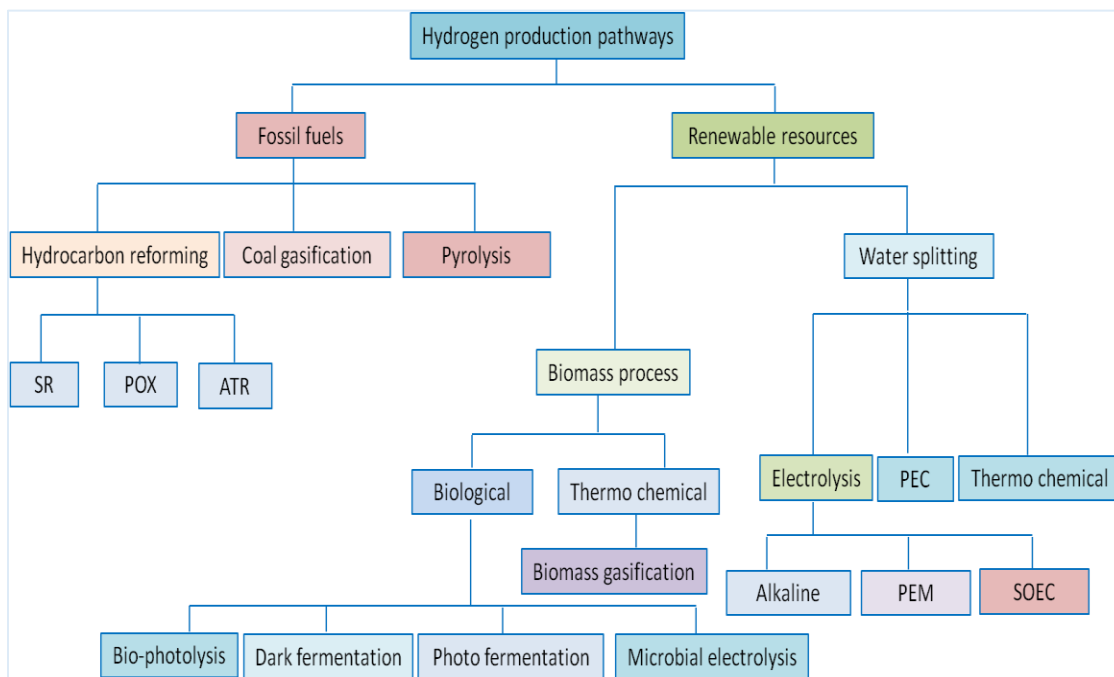 Hydrogen production pathways
Fossil fuels
Renewable resources
Hydrocarbon reforming
Coal gasification
Pyrolysis
Water splitting
SR
POX
ATR
Biomass process
Biological
Thermo chemical
Electrolysis
PEC
Thermo chemical
Biomass gasification
Alkaline
PEM
SOEC
Bio-photolysis
Dark fermentation
Photo fermentation
Microbial electrolysis